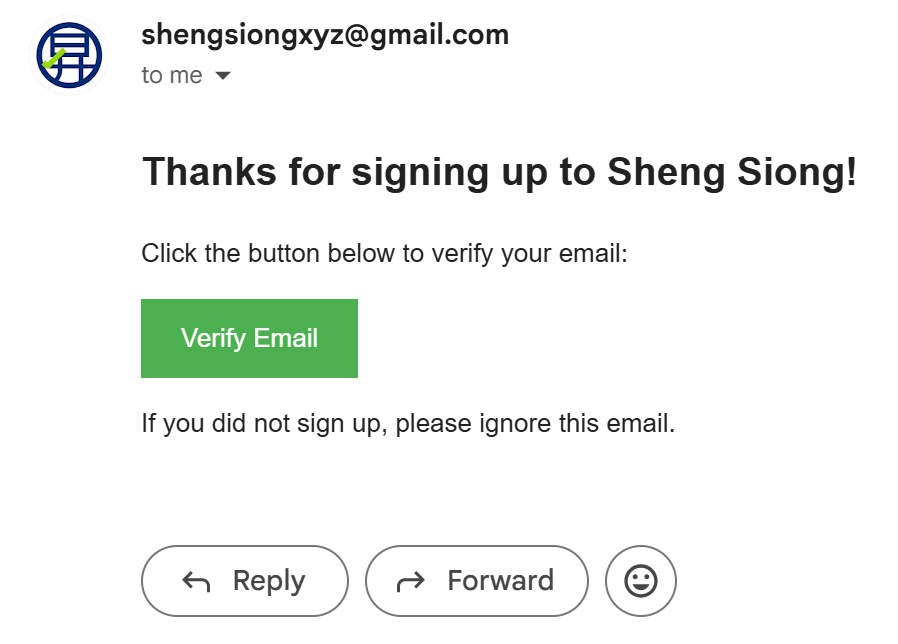 昇
shengsiongxyz@gmail.com
to me
Thanks for signing up to Sheng Siong!
Click the button below to verify your email:
Verify Email
If you did not sign up, please ignore this email.
Reply
Forward